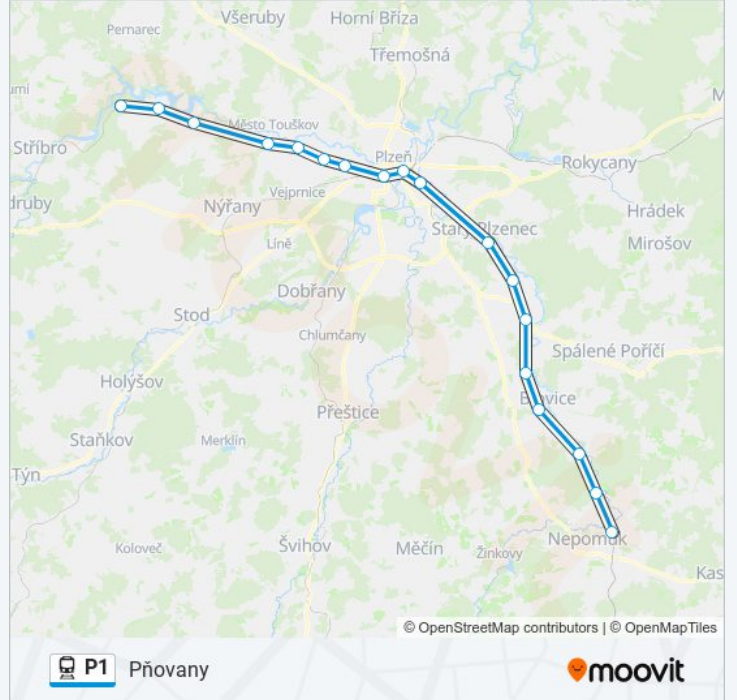 Všeruby
Horní Bříza
Pernarec
Třemošná
Město Touškov
Stříbro
Plzeň
Rokycany
Vejprnice
Nýřany
Hrádek
Starý Plzenec
Líně
Mirošov
Dobřany
Stod
Chlumčany
Spálené Poříčí
Holýšov
Blovice
Přeštice
Staňkov
Merklín
Týn
Nepomuk
Švihov
Měčín
Koloveč
Žinkovy
Kas
© OpenStreetMap contributors | © OpenMapTiles
P1 Pňovany
moovit